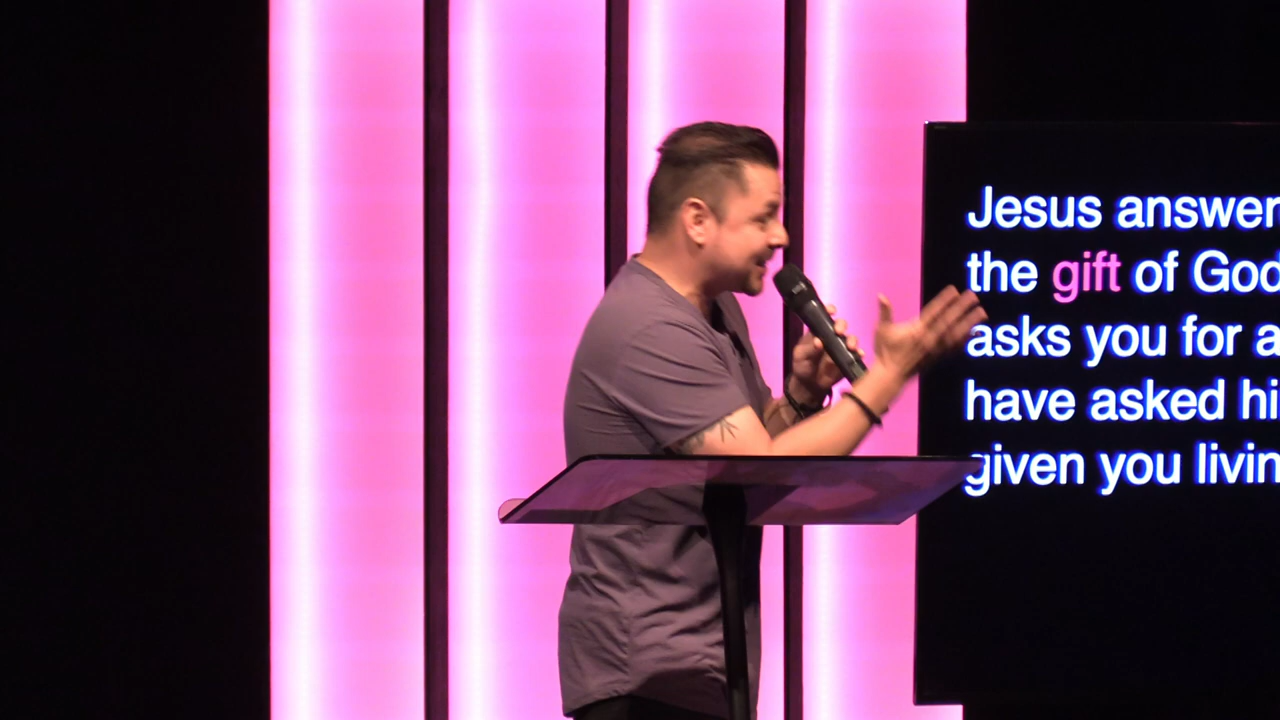 Jesus answer
the gift of God
asks you for a
have asked hi
given you livin